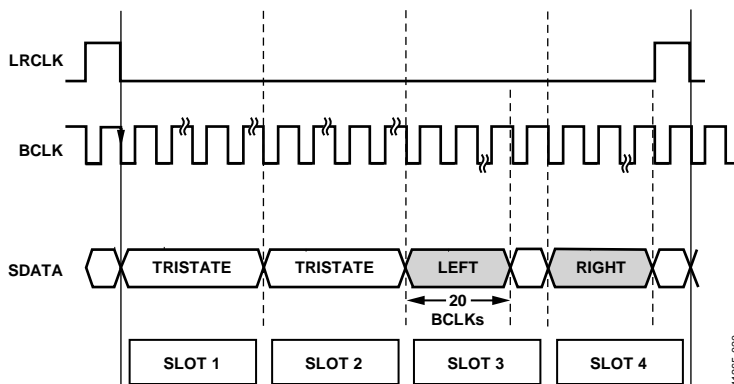 LRCLK
BCLK
SDATA
TRISTATE
TRISTATE
LEFT
RIGHT
20
BCLKs
SLOT 1
SLOT 2
SLOT 3
SLOT 4